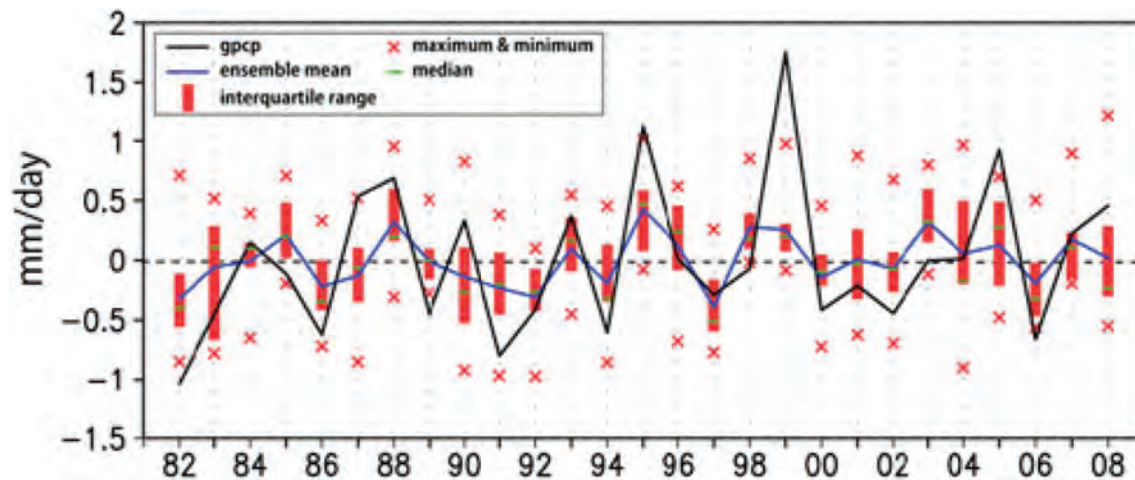 2
gpcp
maximum & minimum
1.5
ensemble mean
median
interquartile range
1
mm/day
0.5
0
−0.5
−1
−1.5
82 84 86 88 90 92 94 96 98 00 02 04 06 08